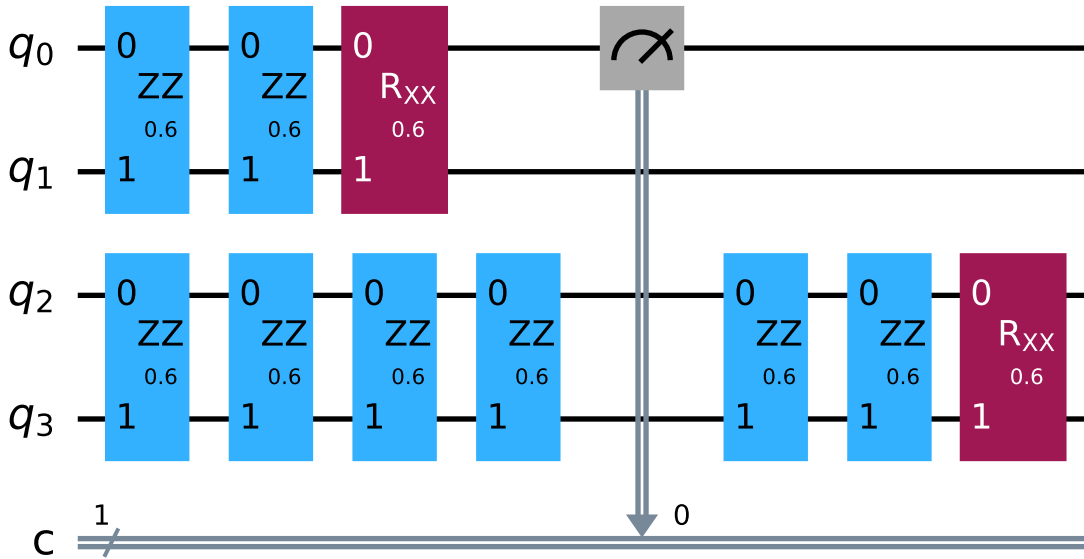 q0 0 0 0
ZZ ZZ RXX
0.6 0.6 0.6
q1 1 1 1
q2 0 0 0 0 0 0 0
ZZ ZZ ZZ ZZ ZZ ZZ RXX
0.6 0.6 0.6 0.6 0.6 0.6 0.6
q3 1 1 1 1 1 1 1
1 0
c